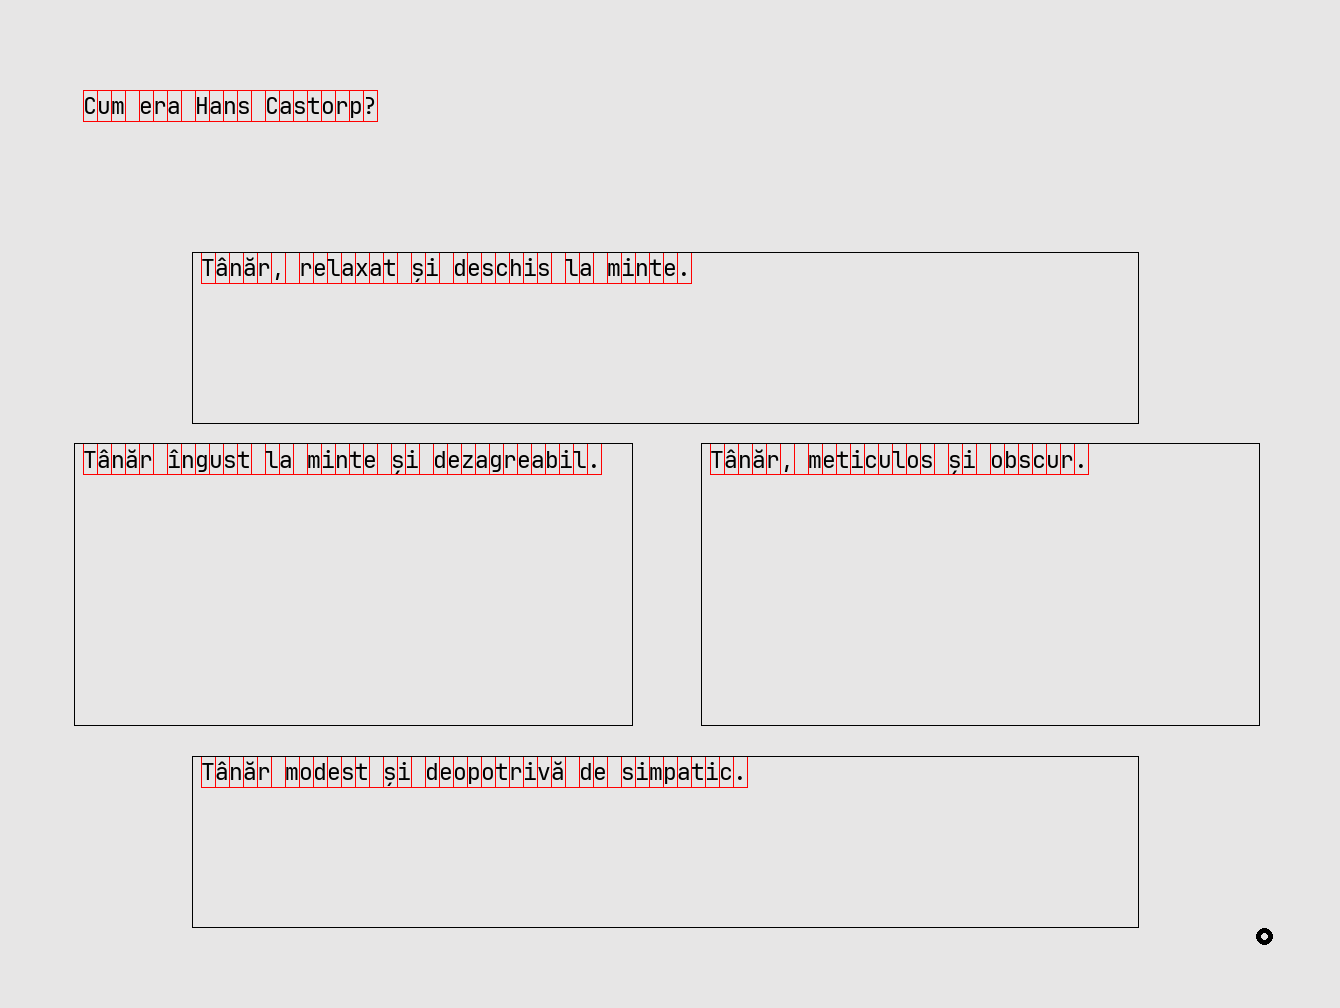 Cum era Hans Castorp?
Tânăr, relaxat și deschis la minte.
Tânăr îngust la minte și dezagreabil.
Tânăr, meticulos și obscur.
Tânăr modest și deopotrivă de simpatic.